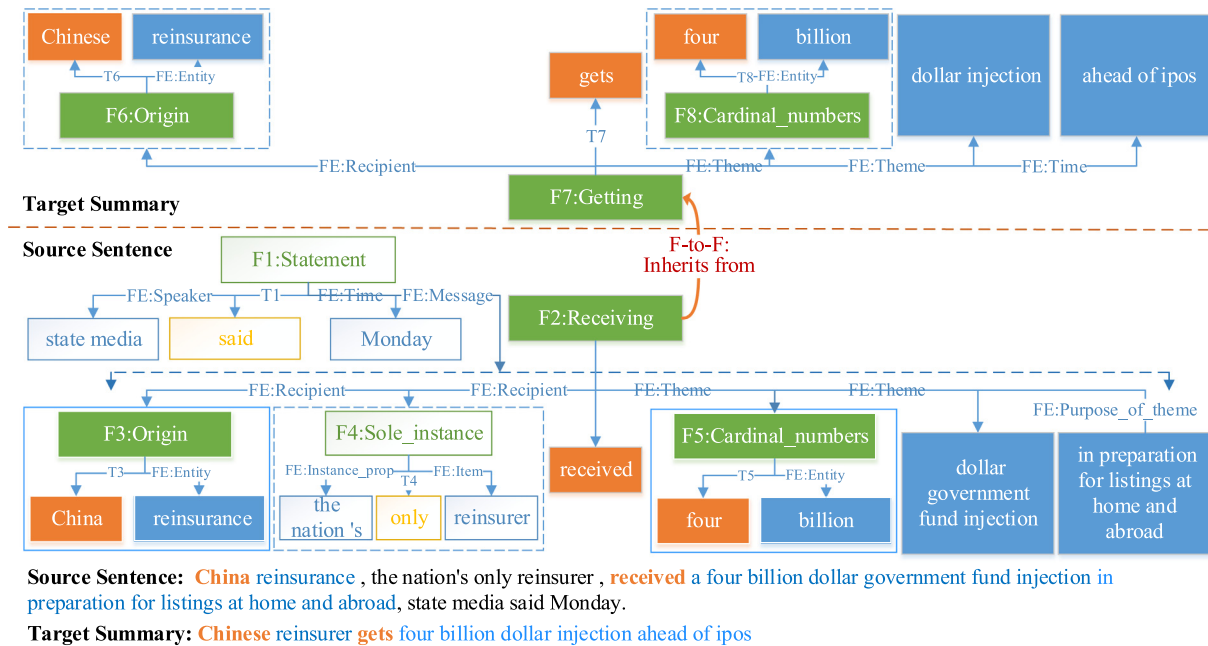 Chinese reinsurance four billion
gets dollar injection ahead of ipos
T6 FE:Entity T8 FE:Entity
F6:Origin F8:Cardinal_numbers
T7
FE:Recipient FE:Theme FE:Theme FE:Time
F7:Getting
Target Summary
Source Sentence
F-to-F:
Inherits from
F1:Statement
FE:Speaker T1 FE:Time FE:Message
F2:Receiving
state media said Monday
FE:Recipient FE:Recipient FE:Theme FE:Theme
FE:Purpose_of_theme
F3:Origin F4:Sole_instance F5:Cardinal_numbers
T3 FE:Entity FE:Instance_prop T4 FE:Item T5 FE:Entity
received
dollar
government
fund injection
in preparation
for listings at
home and
abroad
China reinsurance
the
nation 's
only reinsurer four billion
Source Sentence: China reinsurance , the nation's only reinsurer , received a four billion dollar government fund injection in
preparation for listings at home and abroad, state media said Monday.
Target Summary: Chinese reinsurer gets four billion dollar injection ahead of ipos